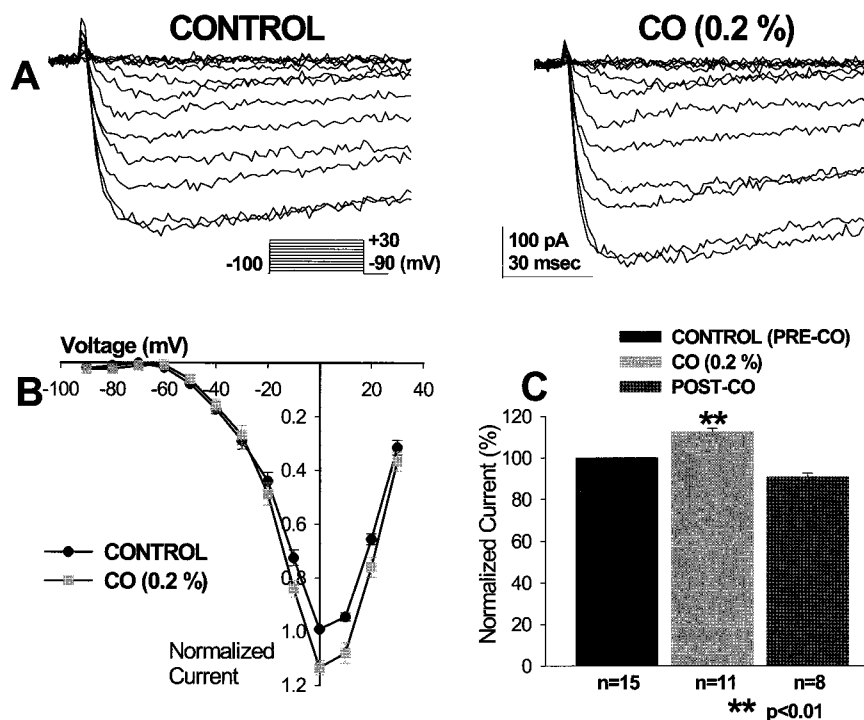 CONTROL
CO (0.2 %)
A
+30
-100
-90 (mV)
100 pA
30 msec
Voltage (mV)
B
-100
-80
-60
-40
-20
20
40
0.2
0.4
0.6
0.8
1.0
1.2
CONTROL
CO (0.2 %)
Normalized
Current
CONTROL (PRE-CO)
CO (0.2 %)
POST-CO
C
Normalized Current (%)
120
100
80
60
40
20
0
**
n=15
n=11
n=8
** p<0.01